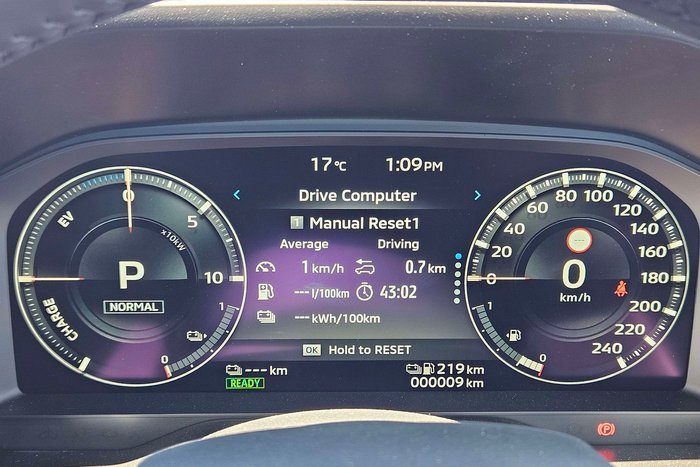 17°C 1:09PM
Drive Computer
1 Manual Reset1
Average Driving
1 km/h 0.7 km
--- l/100km 43:02
--- kWh/100km
OK Hold to RESET
--- km
READY
219 km
000009 km
EV
0
5
x10kW
10
CHARGE
P
NORMAL
1
0
0
20
40
60
80
100
120
140
160
180
200
220
240
---
0
km/h
1
0
P